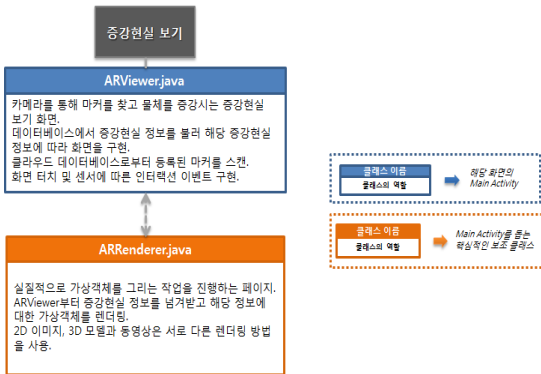 증강현실 보기
ARViewer.java
카메라를 통해 마커를 찾고 물체를 증강시는 증강현실
보기 화면.
데이터베이스에서 증강현실 정보를 불러 해당 증강현실
정보에 따라 화면을 구현.
클라우드 데이터베이스로부터 등록된 마커를 스캔.
화면 터치 및 센서에 따른 인터랙션 이벤트 구현.
ARRenderer.java
실질적으로 가상객체를 그리는 작업을 진행하는 페이지.
ARViewer부터 증강현실 정보를 넘겨받고 해당 정보에
대한 가상객체를 렌더링.
2D 이미지, 3D 모델과 동영상은 서로 다른 렌더링 방법
을 사용.
클래스 이름
클래스의 역할
해당 화면의
Main Activity
클래스 이름
클래스의 역할
Main Activity를 돕는
핵심적인 보조 클래스